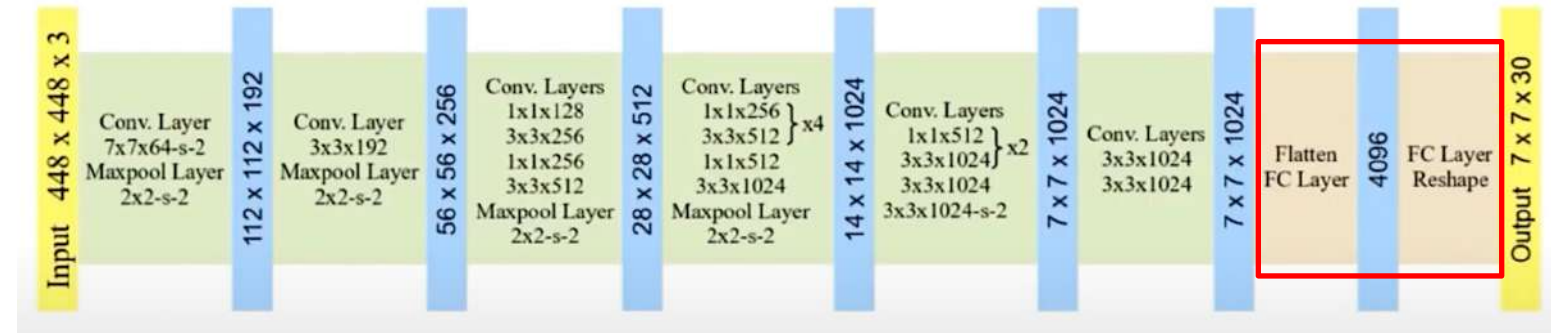 Input 448 x 448 x 3
Conv. Layer
7x7x64-s-2
Maxpool Layer
2x2-s-2
112 x 112 x 192
Conv. Layer
3x3x192
Maxpool Layer
2x2-s-2
56 x 56 x 256
Conv. Layers
1x1x128
3x3x256
1x1x256
3x3x512
Maxpool Layer
2x2-s-2
28 x 28 x 512
Conv. Layers
1x1x256
3x3x512 } x4
1x1x512
3x3x1024
Maxpool Layer
2x2-s-2
14 x 14 x 1024
Conv. Layers
1x1x512
3x3x1024 } x2
3x3x1024
3x3x1024-s-2
7 x 7 x 1024
Conv. Layers
3x3x1024
3x3x1024
7 x 7 x 1024
Flatten
FC Layer
4096
FC Layer
Reshape
Output 7 x 7 x 30